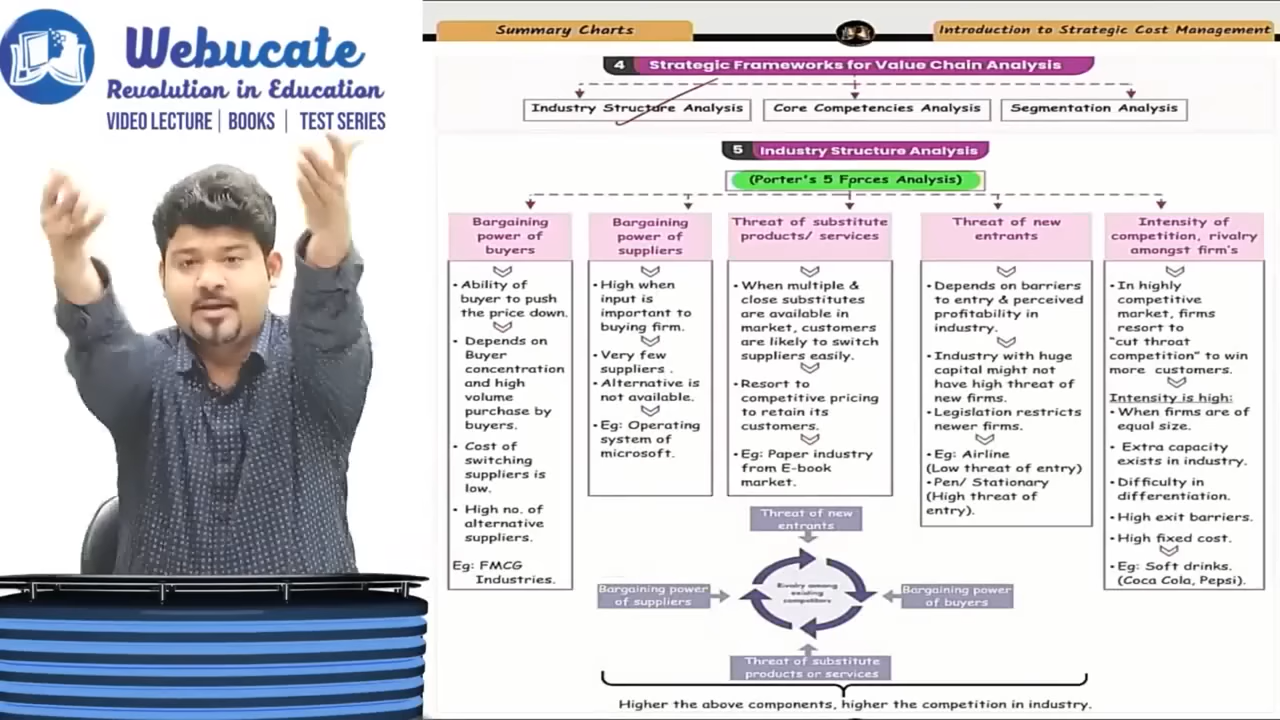 Webucate
Revolution in Education
VIDEO LECTURE | BOOKS | TEST SERIES
Summary Charts
Introduction to Strategic Cost Management
4 Strategic Frameworks for Value Chain Analysis
Industry Structure Analysis
Core Competencies Analysis
Segmentation Analysis
5 Industry Structure Analysis
(Porter's 5 Forces Analysis)
Bargaining
power of
buyers
• Ability of
buyer to push
the price down.
• Depends on
Buyer
concentration
and high
volume
purchase by
buyers.
• Cost of
switching
suppliers is
low.
• High no. of
alternative
suppliers.
Eg: FMCG
Industries.
Bargaining
power of
suppliers
• High when
input is
important to
buying firm.
• Very few
suppliers .
• Alternative is
not available.
• Eg: Operating
system of
microsoft.
Threat of substitute
products/ services
• When multiple &
close substitutes
are available in
market, customers
are likely to switch
suppliers easily.
• Resort to
competitive pricing
to retain its
customers.
• Eg: Paper industry
from E-book
market.
Threat of new
entrants
• Depends on barriers
to entry & perceived
profitability in
industry.
• Industry with huge
capital might not
have high threat of
new firms.
• Legislation restricts
newer firms.
• Eg: Airline
(Low threat of entry)
• Pen/ Stationary
(High threat of
entry).
Intensity of
competition, rivalry
amongst firm's
• In highly
competitive
market, firms
resort to
"cut throat
competition" to win
more customers.
Intensity is high:
• When firms are of
equal size.
• Extra capacity
exists in industry.
• Difficulty in
differentiation.
• High exit barriers.
• High fixed cost.
• Eg: Soft drinks.
(Coca Cola, Pepsi).
Threat of new
entrants
Bargaining power
of suppliers
Rivalry among
existing
competitors
Bargaining power
of buyers
Threat of substitute
products or services
Higher the above components, higher the competition in industry.